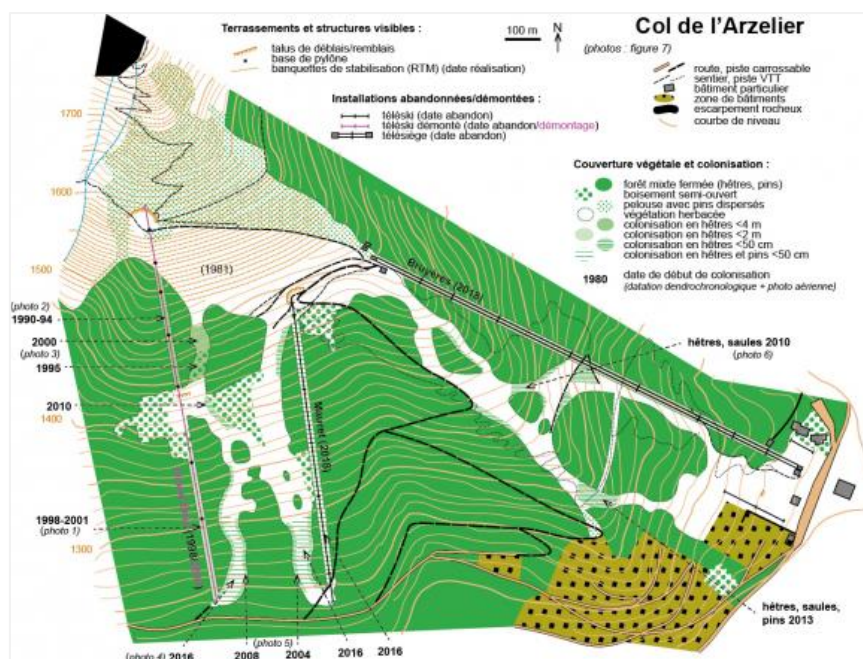 Col de l'Arzelier
(photos : figure 7)
Terrassements et structures visibles :
talus de déblais/remblais
base de pylône
banquettes de stabilisation (RTM) (date réalisation)
100 m
N
Installations abandonnées/démontées :
téléski (date abandon)
téléski démonté (date abandon/démontage)
télésiège (date abandon)
route, piste carrossable
sentier, piste VTT
bâtiment particulier
zone de bâtiments
escarpement rocheux
courbe de niveau
Couverture végétale et colonisation :
forêt mixte fermée (hêtres, pins)
boisement semi-ouvert
pelouse avec pins dispersés
végétation herbacée
colonisation en hêtres <4 m
colonisation en hêtres <2 m
colonisation en hêtres <50 cm
colonisation en hêtres et pins <50 cm
1980 date de début de colonisation
(datation dendrochronologique + photo aérienne)
1700
1600
1500
(1981)
Bruyères (2018)
(photo 2)
1990-94
2000
(photo 3)
1995
2010
1400
(2018)
hêtres, saules 2010
(photo 6)
1998-2001
(photo 1)
1300
(photo 4) 2016
2008
(photo 5)
2004
2016
2016
hêtres, saules,
pins 2013